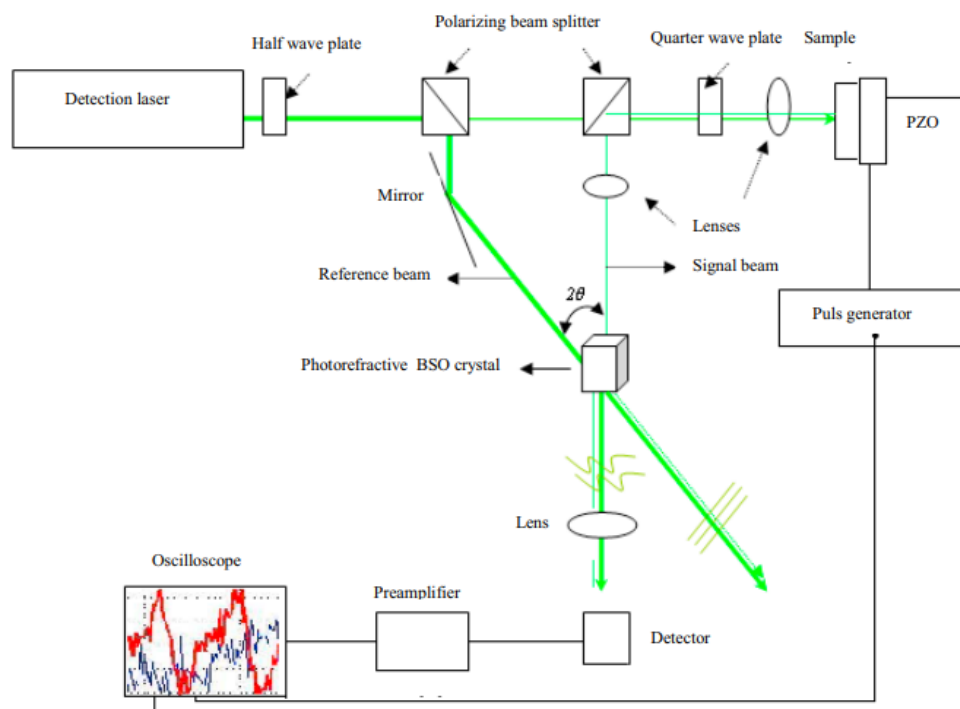 Polarizing beam splitter
Half wave plate
Quarter wave plate
Sample
Detection laser
PZO
Mirror
Lenses
Reference beam
Signal beam
2θ
Puls generator
Photorefractive BSO crystal
Lens
Oscilloscope
Preamplifier
Detector